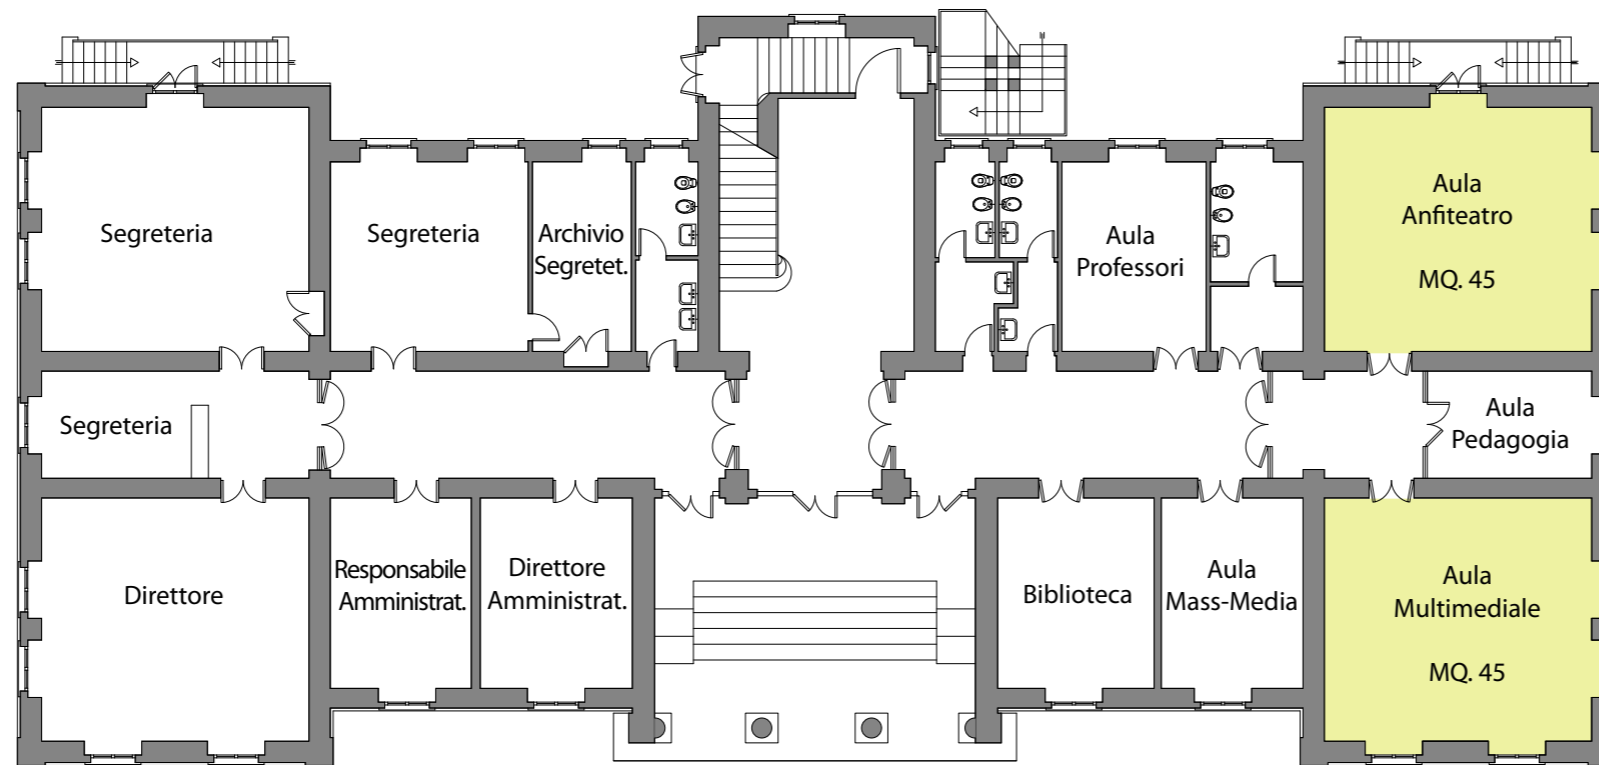 Segreteria
Segreteria
Archivio
Segretet.
Aula
Professori
Aula
Anfiteatro
MQ. 45
Segreteria
Aula
Pedagogia
Direttore
Responsabile
Amministrat.
Direttore
Amministrat.
Biblioteca
Aula
Mass-Media
Aula
Multimediale
MQ. 45